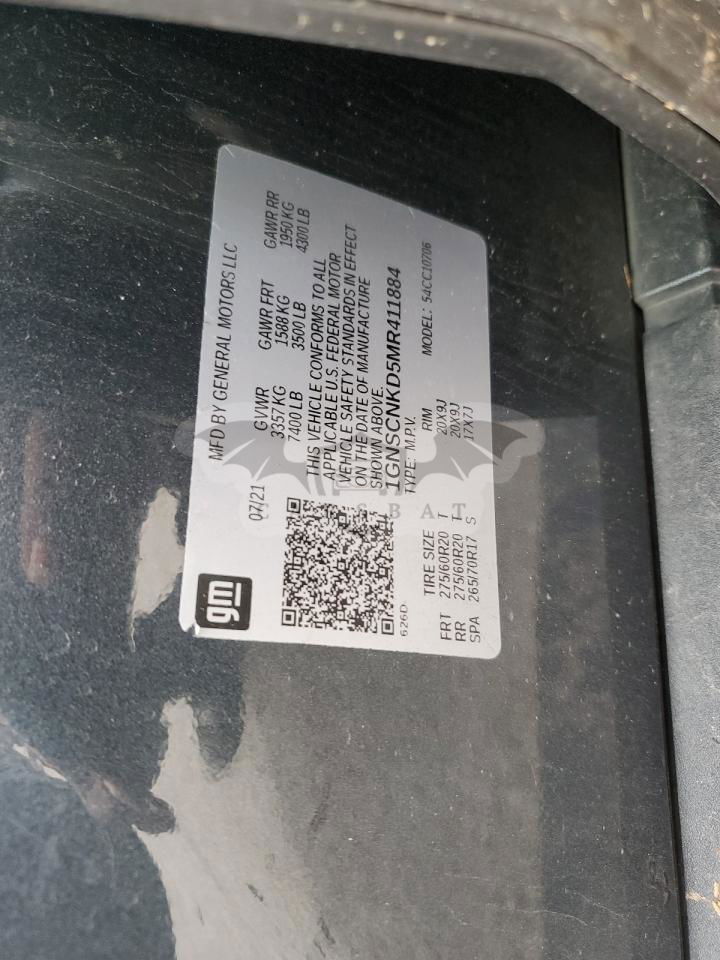 gm
MFD BY GENERAL MOTORS LLC
07/21
GVWR GAWR FRT GAWR RR
3357 KG 1588 KG 1950 KG
7400 LB 3500 LB 4300 LB
THIS VEHICLE CONFORMS TO ALL
APPLICABLE U.S. FEDERAL MOTOR
VEHICLE SAFETY STANDARDS IN EFFECT
ON THE DATE OF MANUFACTURE
SHOWN ABOVE.
1GNSCNKD5MR411884
626D
TYPE: M.P.V.
MODEL: 54CC10706
TIRE SIZE RIM
FRT 275/60R20 T 20X9J
RR 275/60R20 T 20X9J
SPA 265/70R17 S 17X7J